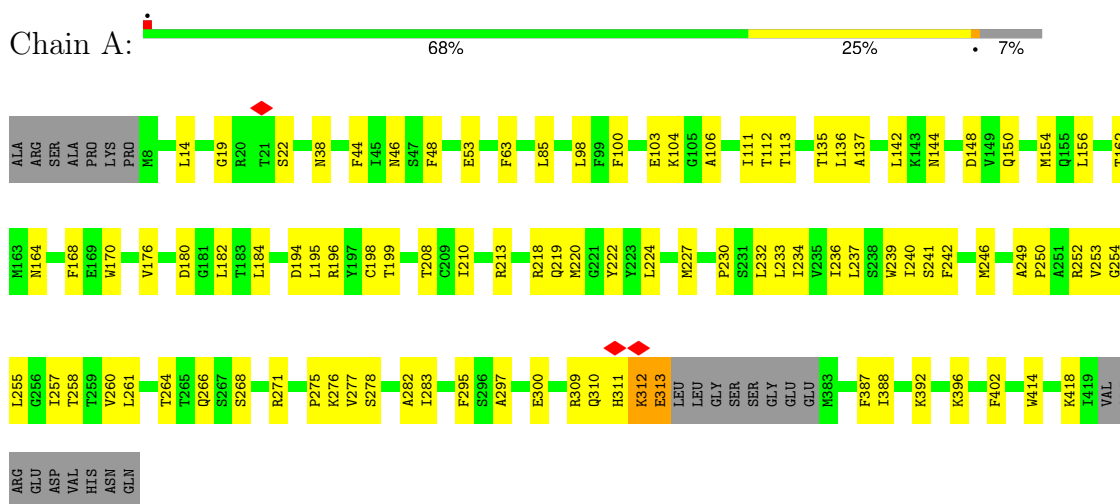 Chain A:
68% 25% • 7%
ALA ARG SER ALA PRO LYS PRO M8 L14 G19 R20 T21 S22 N38 F44 I45 N46 S47 F48 E53 F63 L85 L98 F99 F100 E103 K104 G105 A106 I111 T112 T113 T135 L136 A137 L142 K143 N144 D148 V149 Q150 M154 Q155 L156 T162
M163 N164 F168 E169 W170 V176 D180 G181 L182 T183 L184 D194 L195 R196 Y197 C198 T199 T208 C209 I210 R213 R218 Q219 M220 G221 Y222 Y223 L224 M227 P230 S231 L232 L233 I234 V235 I236 L237 S238 W239 I240 S241 F242 M246 A249 P250 A251 R252 V253 G254
L255 G256 I257 T258 T259 V260 L261 T264 T265 Q266 S267 S268 R271 P275 K276 V277 S278 A282 I283 F295 S296 A297 E300 R309 Q310 H311 K312 E313 LEU LEU GLY SER SER GLY GLU GLU M383 F387 I388 K392 K396 F402 W414 K418 I419 VAL
ARG GLU ASP VAL HIS ASN GLN